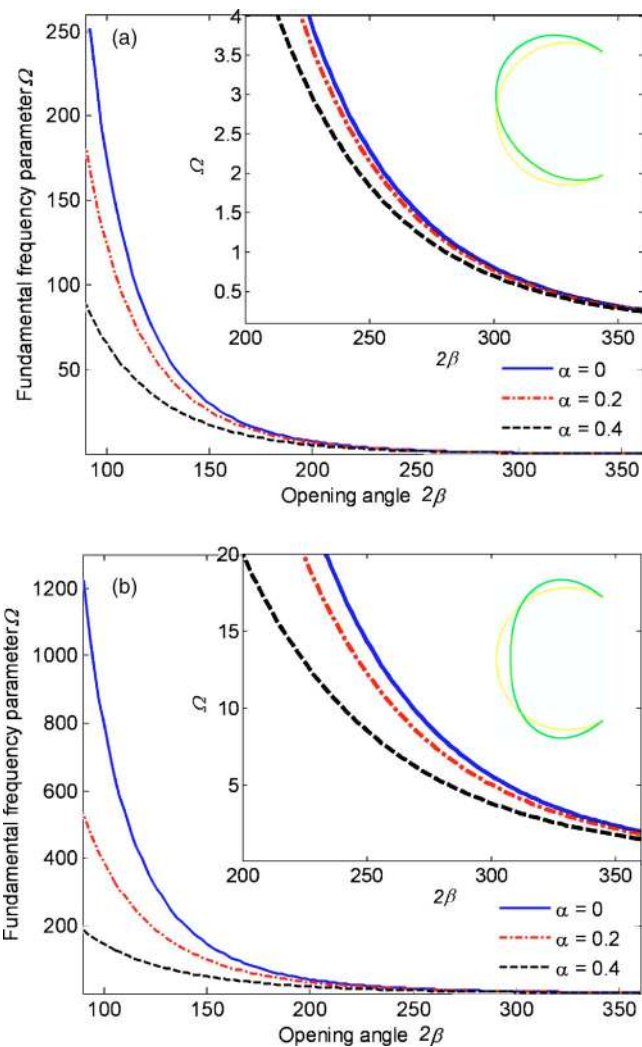 (a)
Fundamental frequency parameter Ω
250
200
150
100
50
100 150 200 250 300 350
Opening angle 2β
Ω
4
3.5
3
2.5
2
1.5
1
0.5
200 250 300 350
2β
α = 0
α = 0.2
α = 0.4
(b)
Fundamental frequency parameter Ω
1200
1000
800
600
400
200
100 150 200 250 300 350
Opening angle 2β
Ω
20
15
10
5
200 250 300 350
2β
α = 0
α = 0.2
α = 0.4